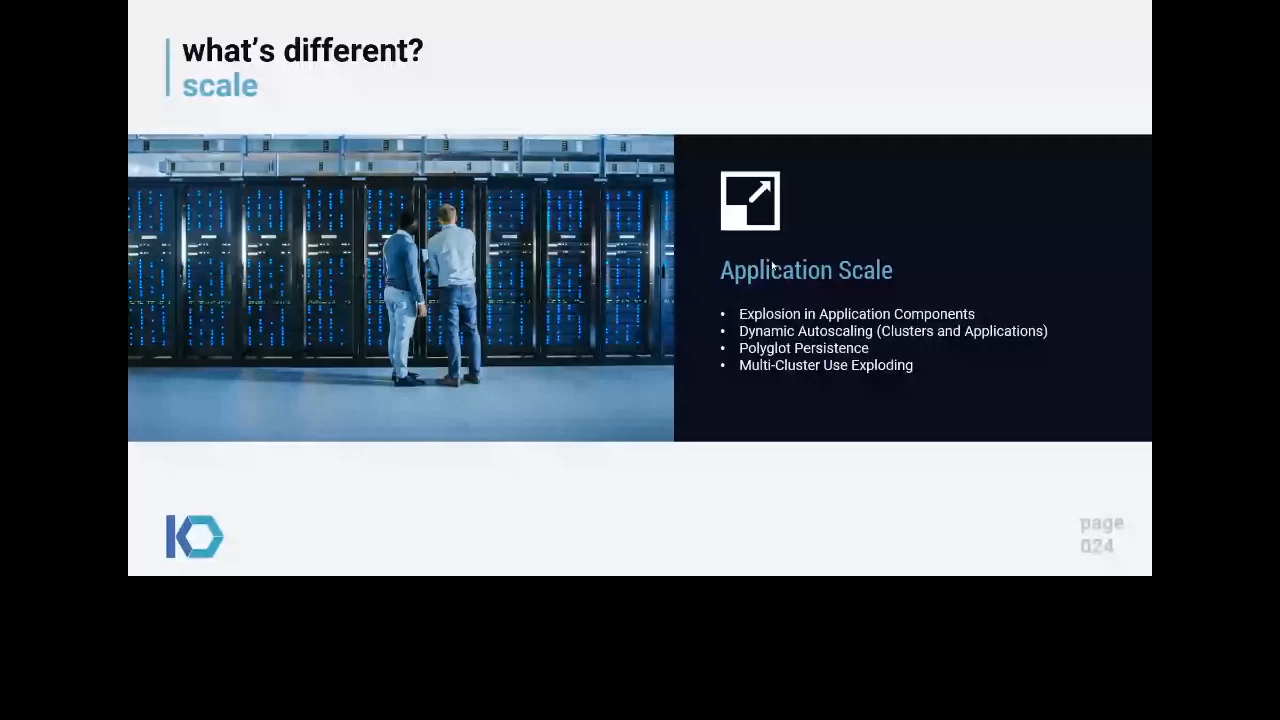 what's different?
scale
Application Scale
• Explosion in Application Components
• Dynamic Autoscaling (Clusters and Applications)
• Polyglot Persistence
• Multi-Cluster Use Exploding
page
024